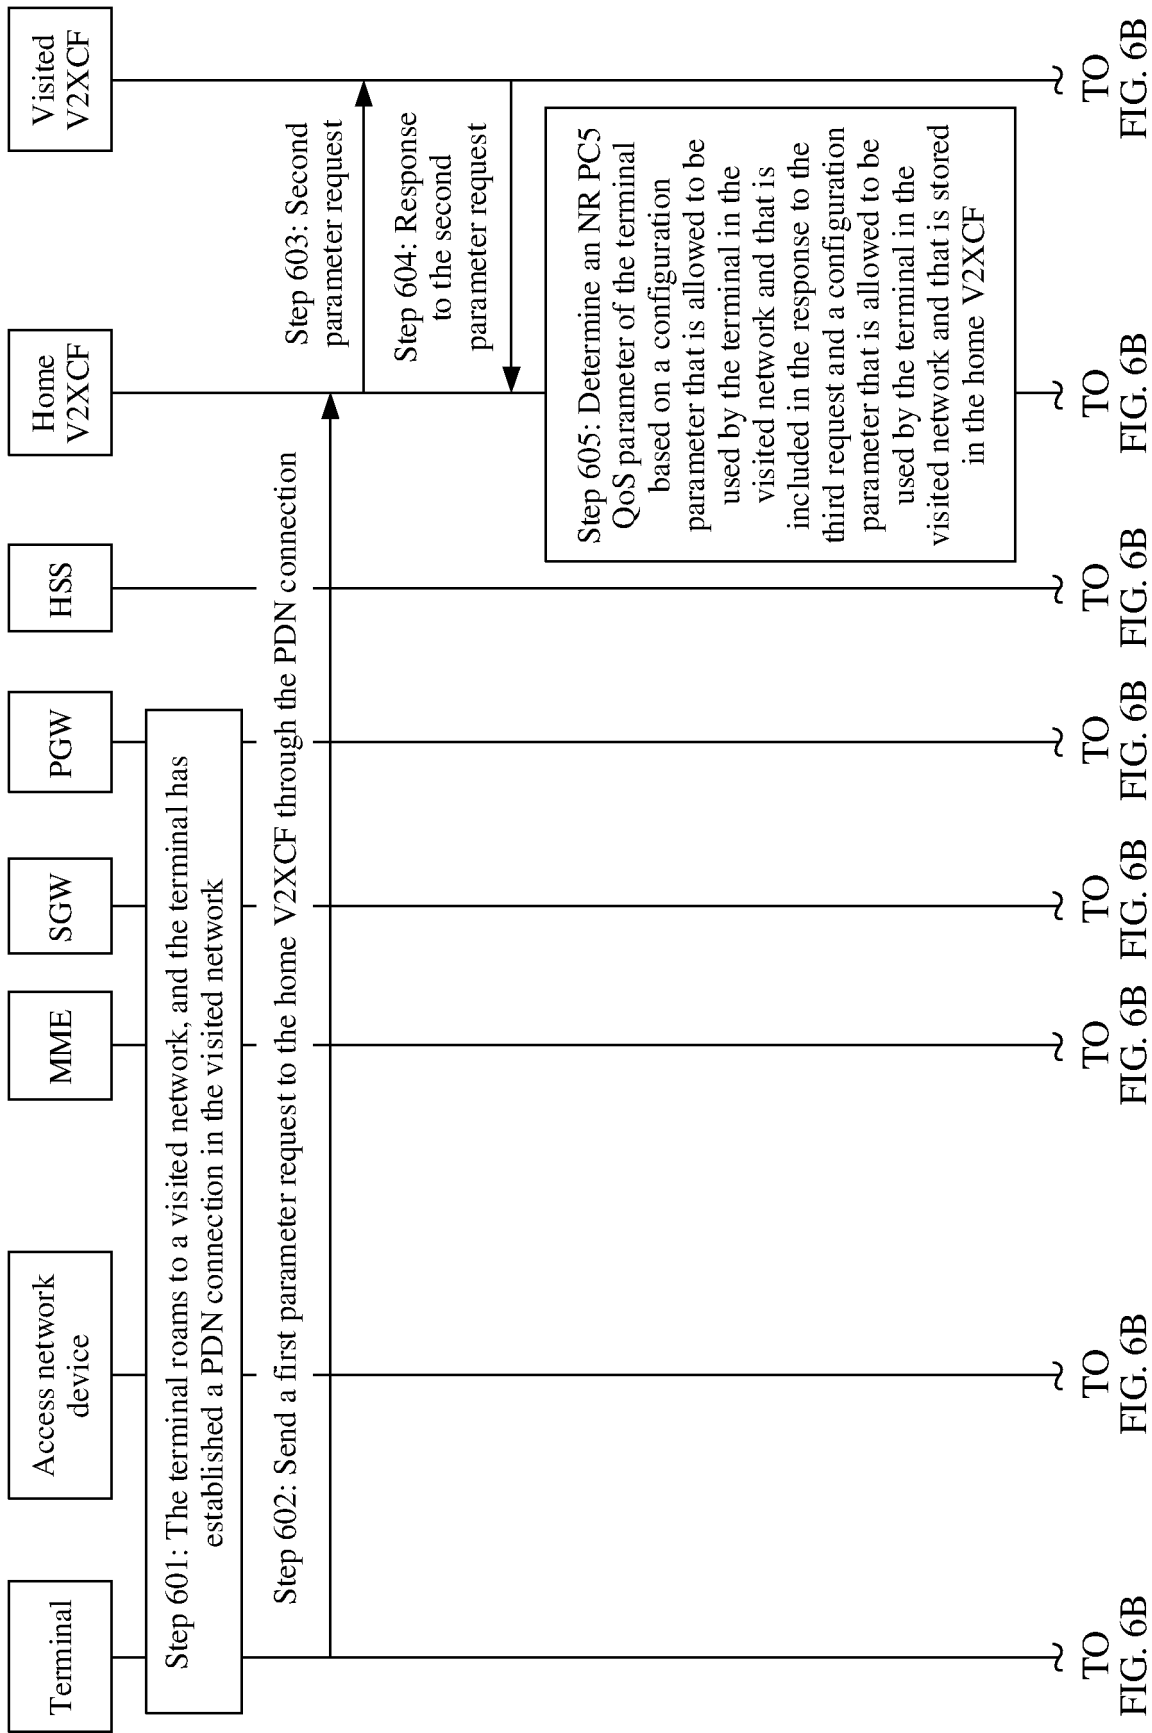 Terminal
Access network
device
MME
SGW
PGW
HSS
Home
V2XCF
Visited
V2XCF
Step 601: The terminal roams to a visited network, and the terminal has
established a PDN connection in the visited network
Step 602: Send a first parameter request to the home V2XCF through the PDN connection
Step 603: Second
parameter request
Step 604: Response
to the second
parameter request
Step 605: Determine an NR PC5
QoS parameter of the terminal
based on a configuration
parameter that is allowed to be
used by the terminal in the
visited network and that is
included in the response to the
third request and a configuration
parameter that is allowed to be
used by the terminal in the
visited network and that is stored
in the home V2XCF
TO
FIG. 6B
TO
FIG. 6B
TO
FIG. 6B
TO
FIG. 6B
TO
FIG. 6B
TO
FIG. 6B
TO
FIG. 6B
TO
FIG. 6B